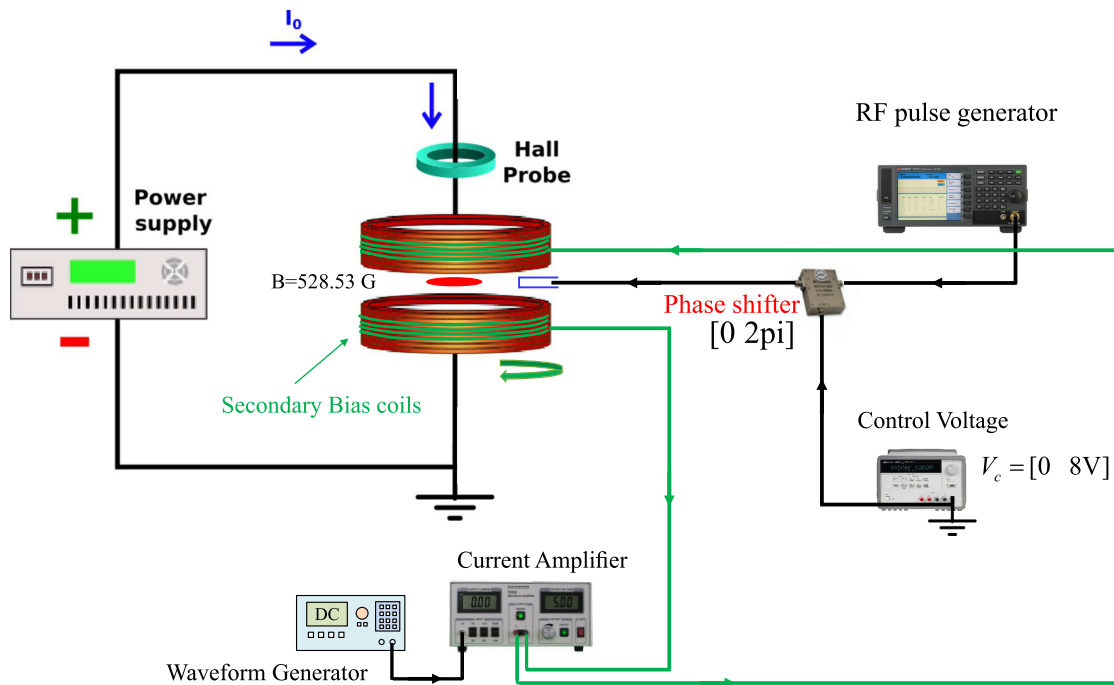 I₀
RF pulse generator
Hall
Probe
Power
supply
B=528.53 G
Phase shifter
[0 2pi]
Secondary Bias coils
Control Voltage
V_c = [0 8V]
Current Amplifier
0.00
5.00
DC
Waveform Generator